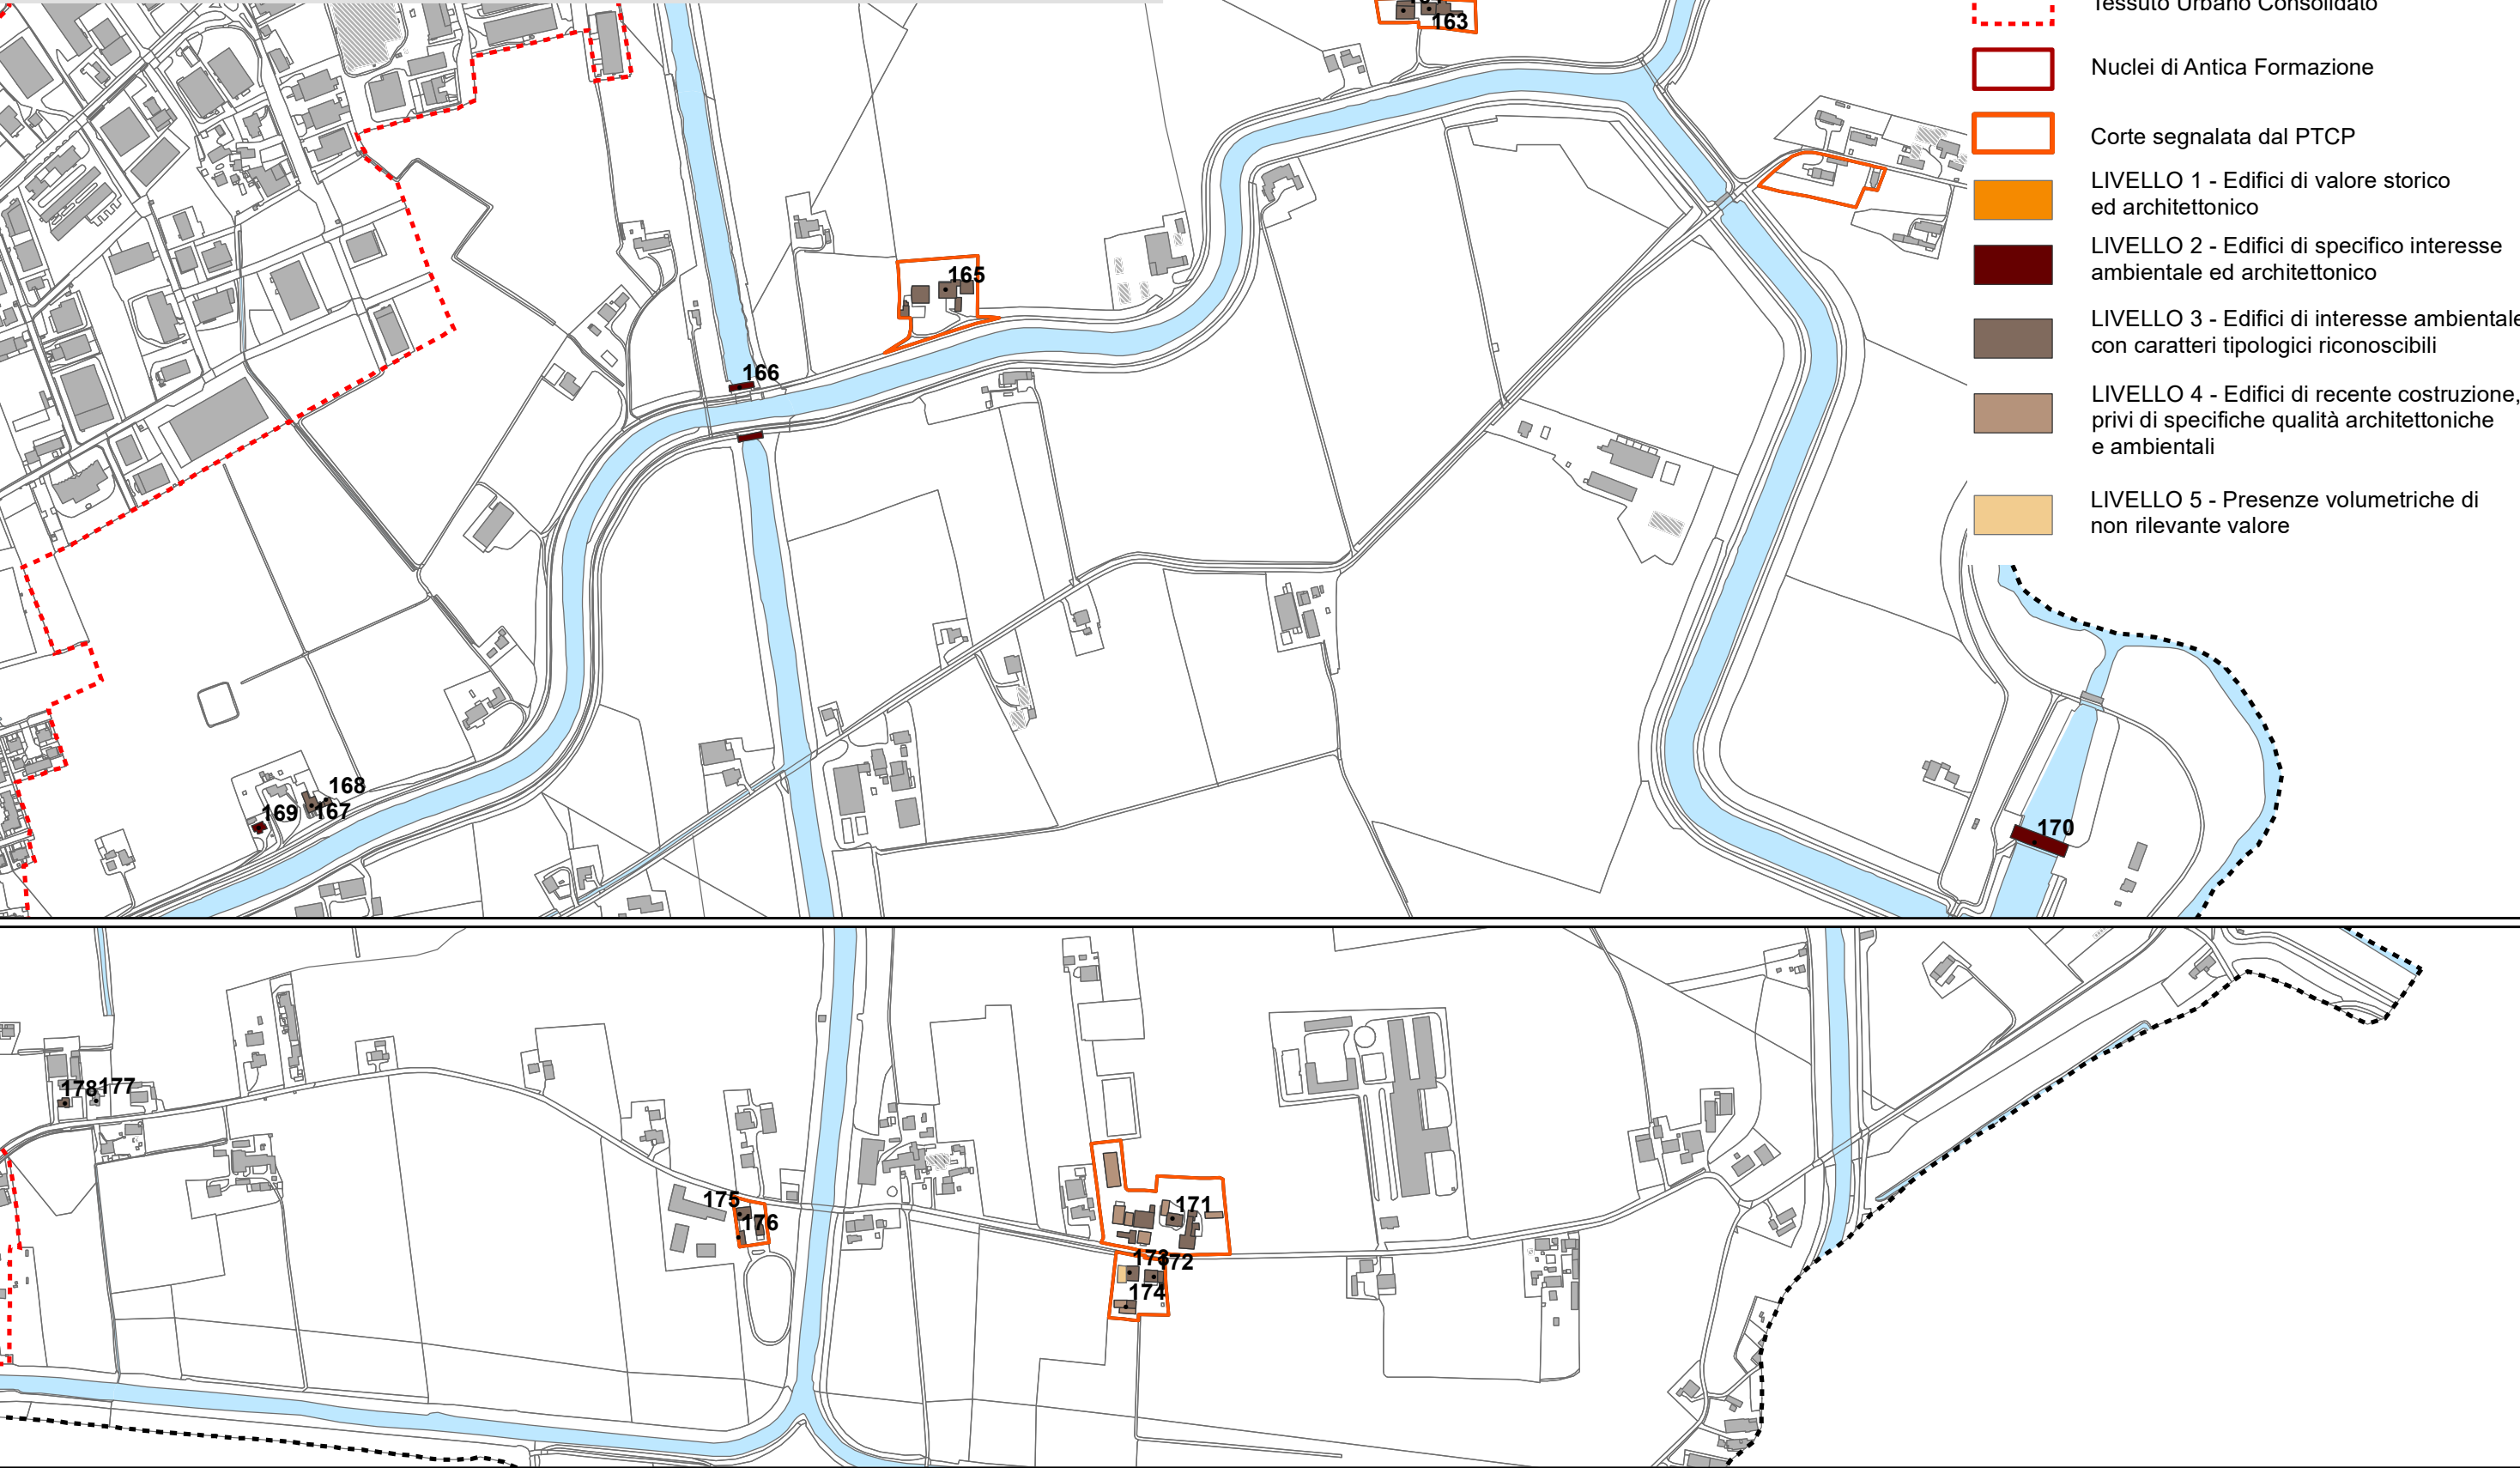 Tessuto Urbano Consolidato
Nuclei di Antica Formazione
Corte segnalata dal PTCP
LIVELLO 1 - Edifici di valore storico
ed architettonico
LIVELLO 2 - Edifici di specifico interesse
ambientale ed architettonico
LIVELLO 3 - Edifici di interesse ambientale
con caratteri tipologici riconoscibili
LIVELLO 4 - Edifici di recente costruzione,
privi di specifiche qualità architettoniche
e ambientali
LIVELLO 5 - Presenze volumetriche di
non rilevante valore
163
165
166
168
169
167
170
178
177
175
176
171
173
172
174